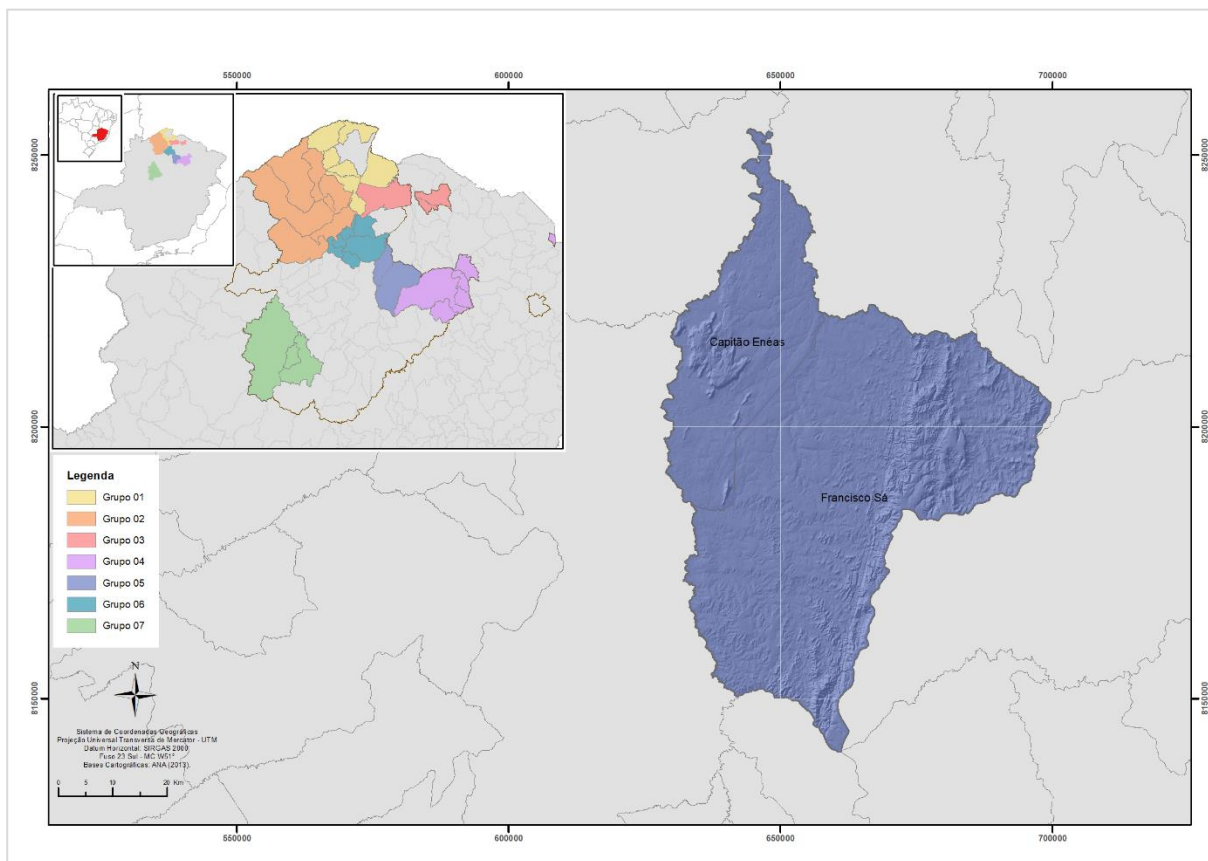 550000
600000
650000
700000
8250000
8250000
Capitão Enéas
8200000
8200000
Legenda
Grupo 01
Grupo 02
Grupo 03
Grupo 04
Grupo 05
Grupo 06
Grupo 07
Francisco Sá
N
8150000
8150000
Sistema de Coordenadas Geográficas
Projeção Universal Transversa de Mercator - UTM
Datum Horizontal: SIRGAS 2000
Fuso 23 Sul - MC W51°
Bases Cartográficas: ANA (2013).
0 5 10 20 Km
550000
600000
650000
700000